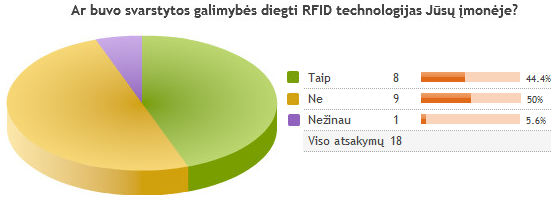 Ar buvo svarstytos galimybės diegti RFID technologijas Jūsų įmonėje?
Taip 8 44.4%
Ne 9 50%
Nežinau 1 5.6%
Viso atsakymų 18